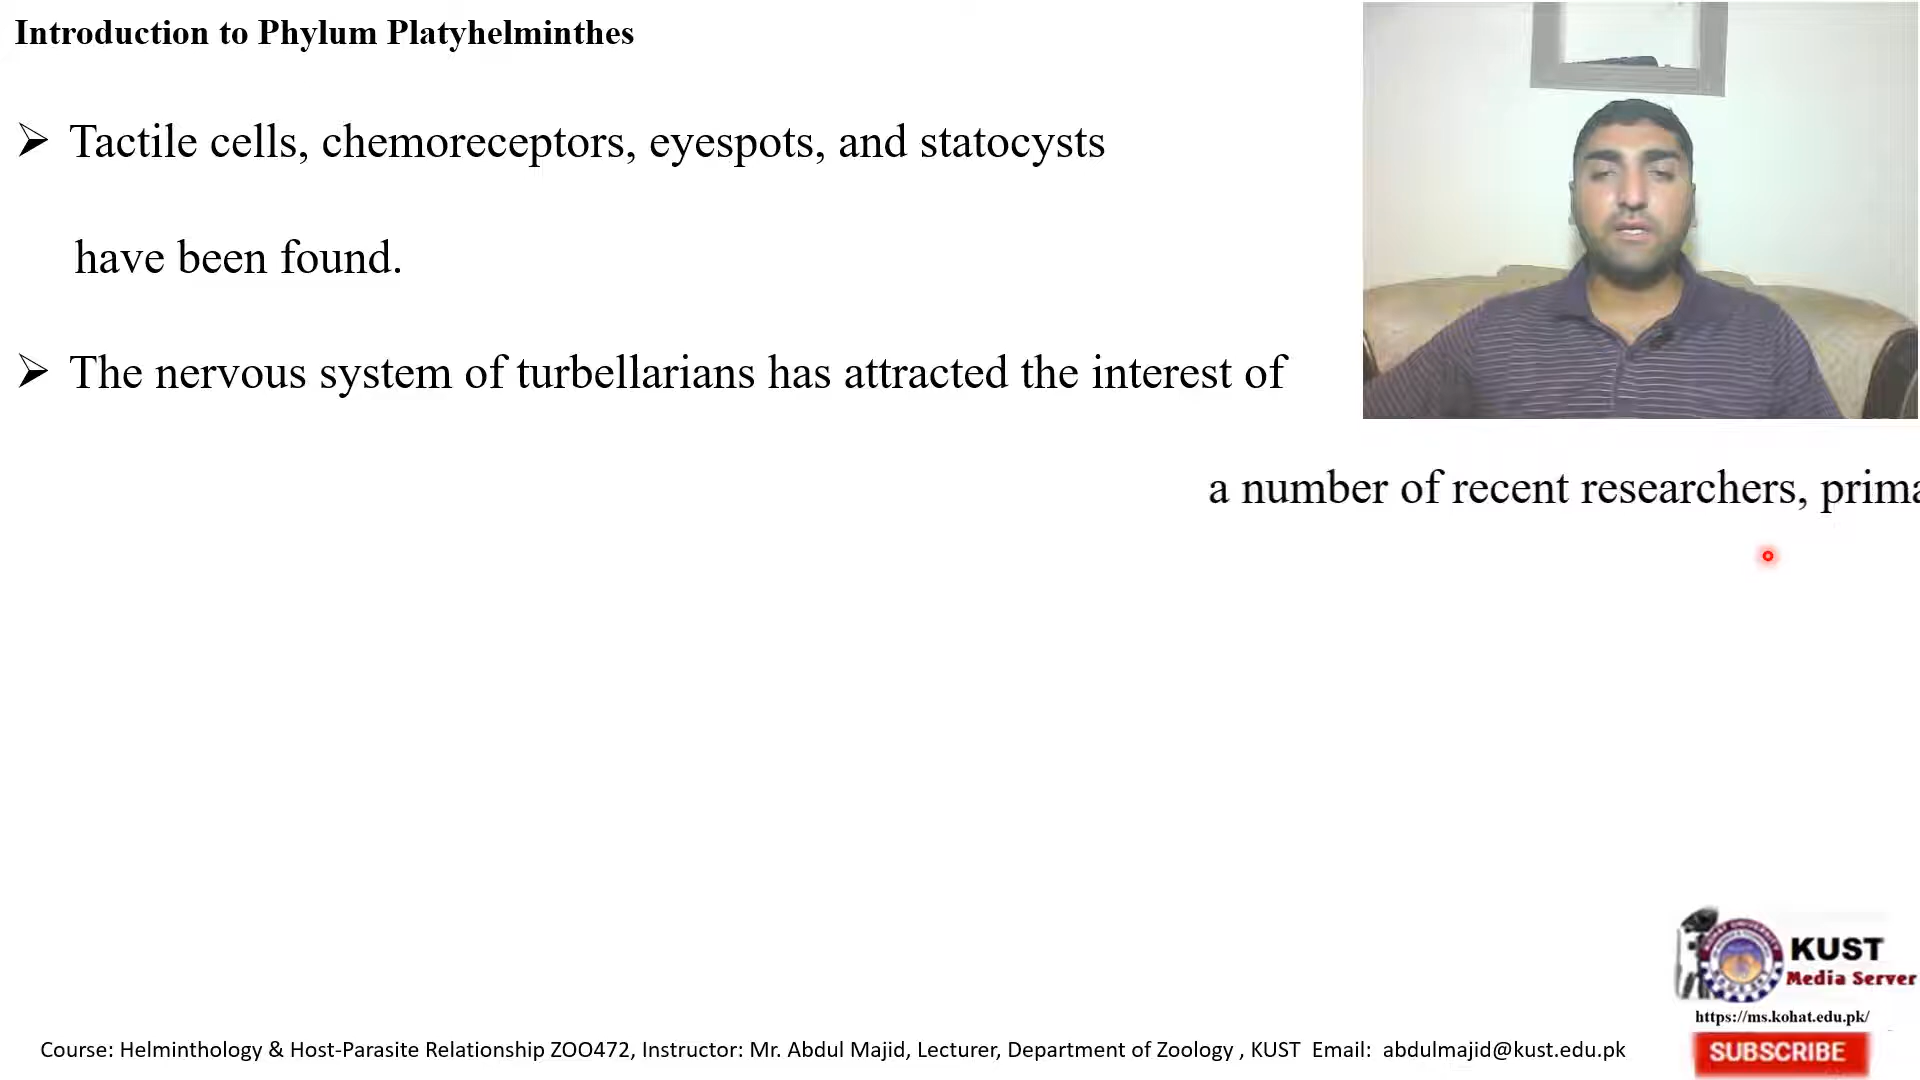 Introduction to Phylum Platyhelminthes
➢ Tactile cells, chemoreceptors, eyespots, and statocysts
have been found.
➢ The nervous system of turbellarians has attracted the interest of
a number of recent researchers,
KUST
Media Server
https://ms.kohat.edu.pk/
SUBSCRIBE
Course: Helminthology & Host-Parasite Relationship ZOO472, Instructor: Mr. Abdul Majid, Lecturer, Department of Zoology , KUST Email: abdulmajid@kust.edu.pk